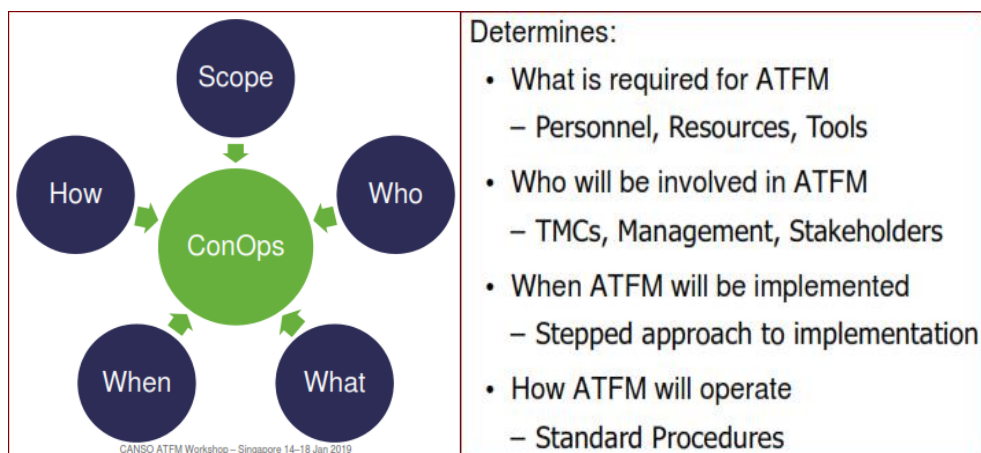 Scope
How
Who
ConOps
When
What
CANSO ATFM Workshop – Singapore 14–18 Jan 2019
Determines:
• What is required for ATFM
– Personnel, Resources, Tools
• Who will be involved in ATFM
– TMCs, Management, Stakeholders
• When ATFM will be implemented
– Stepped approach to implementation
• How ATFM will operate
– Standard Procedures